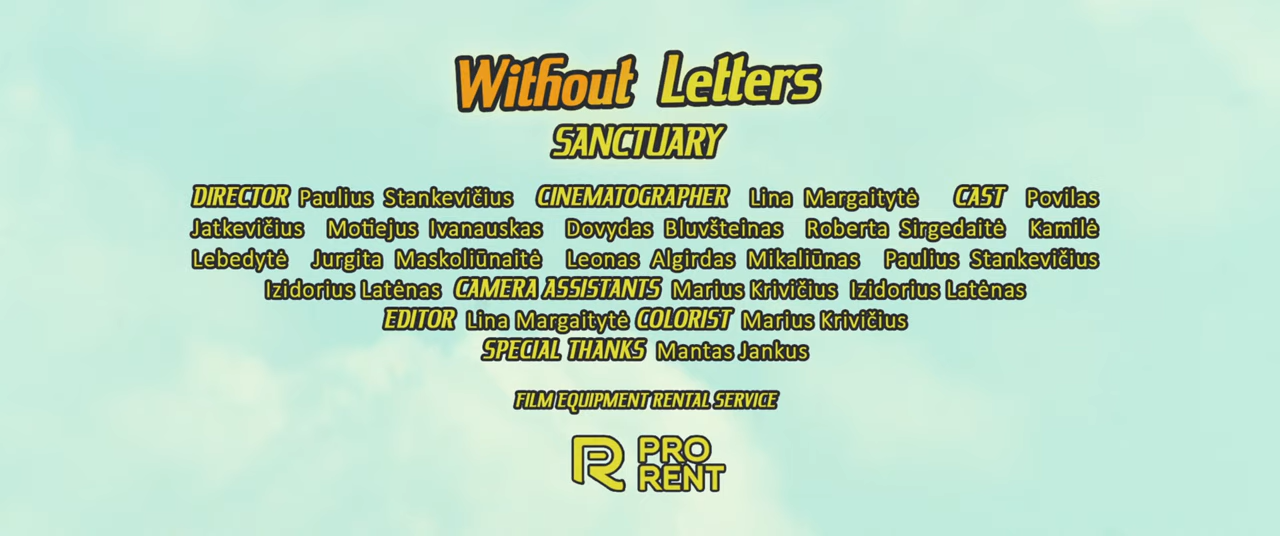 Without Letters
SANCTUARY
DIRECTOR Paulius Stankevičius CINEMATOGRAPHER Lina Margaitytė CAST Povilas
Jatkevičius Motiejus Ivanauskas Dovydas Bluvšteinas Roberta Sirgedaitė Kamilė
Lebedytė Jurgita Maskoliūnaitė Leonas Algirdas Mikaliūnas Paulius Stankevičius
Izidorius Latėnas CAMERA ASSISTANTS Marius Krivičius Izidorius Latėnas
EDITOR Lina Margaitytė COLORIST Marius Krivičius
SPECIAL THANKS Mantas Jankus
FILM EQUIPMENT RENTAL SERVICE
PRO
RENT